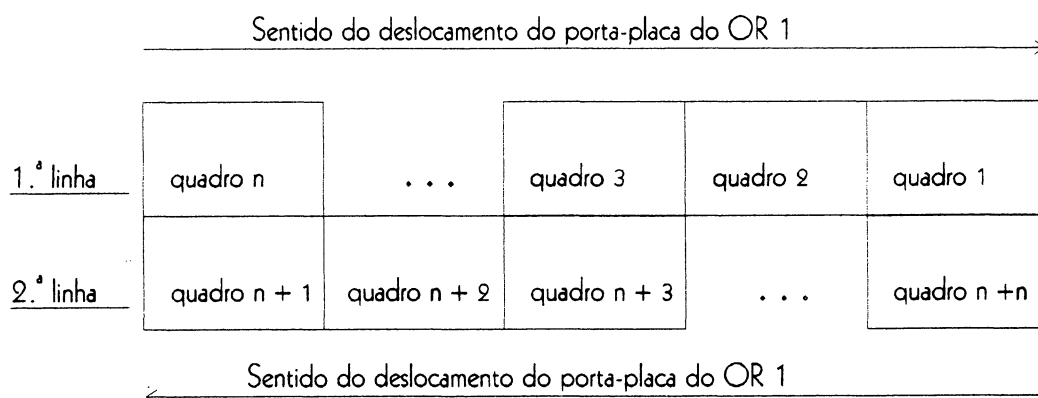 Sentido do deslocamento do porta-placa do OR 1
1.ª linha quadro n ... quadro 3 quadro 2 quadro 1
2.ª linha quadro n + 1 quadro n + 2 quadro n + 3 ... quadro n +n
Sentido do deslocamento do porta-placa do OR 1